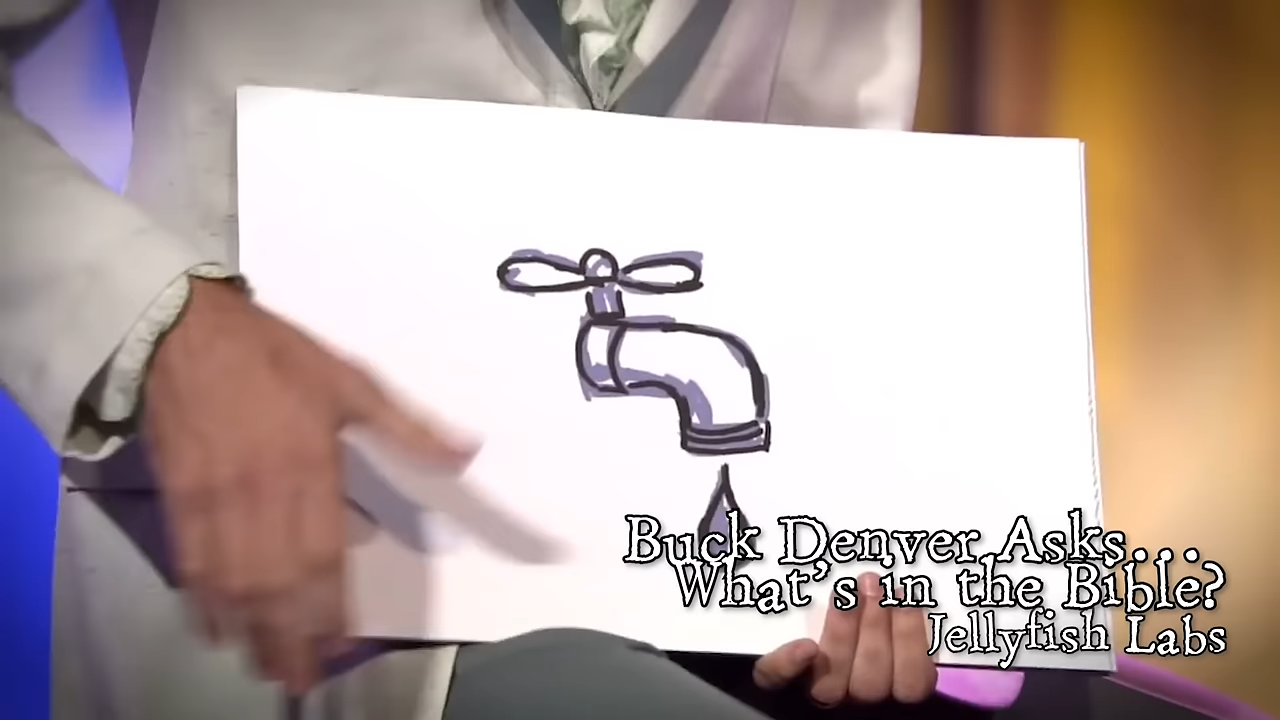 Buck Denver Asks...
What's in the Bible?
Jellyfish Labs